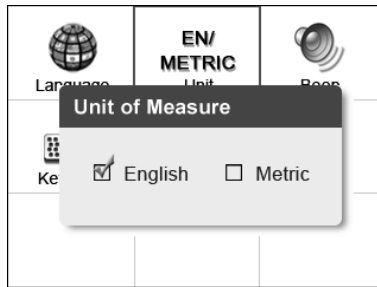 EN/
METRIC
Language Unit Beep
Unit of Measure
Ke
English Metric